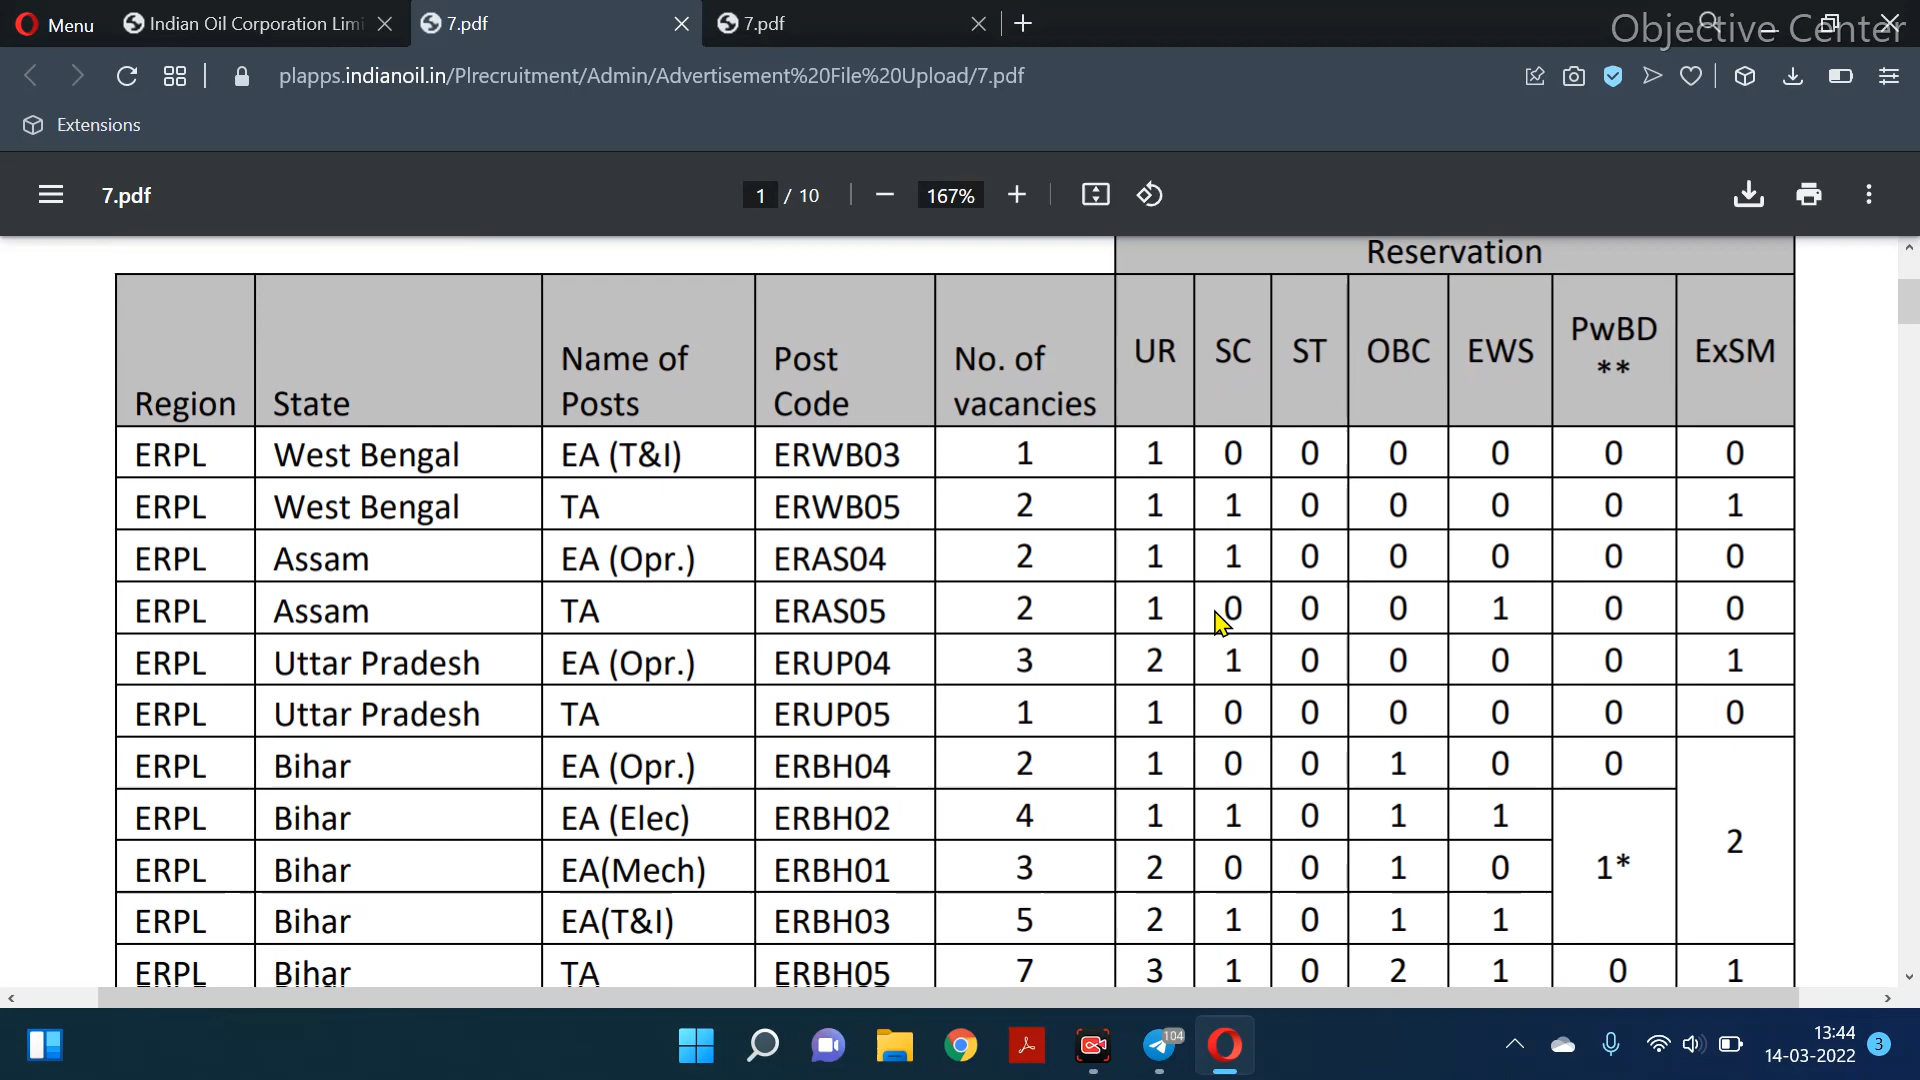 Menu
Indian Oil Corporation Limi
7.pdf
7.pdf
Objective Center
plapps.indianoil.in/Plrecruitment/Admin/Advertisement%20File%20Upload/7.pdf
Extensions
7.pdf
1 / 10
167%
Reservation
Region State Name of Posts Post Code No. of vacancies UR SC ST OBC EWS PwBD ** ExSM
ERPL West Bengal EA (T&I) ERWB03 1 1 0 0 0 0 0 0
ERPL West Bengal TA ERWB05 2 1 1 0 0 0 0 1
ERPL Assam EA (Opr.) ERAS04 2 1 1 0 0 0 0 0
ERPL Assam TA ERAS05 2 1 0 0 0 1 0 0
ERPL Uttar Pradesh EA (Opr.) ERUP04 3 2 1 0 0 0 0 1
ERPL Uttar Pradesh TA ERUP05 1 1 0 0 0 0 0 0
ERPL Bihar EA (Opr.) ERBH04 2 1 0 0 1 0 0
ERPL Bihar EA (Elec) ERBH02 4 1 1 0 1 1
2
ERPL Bihar EA(Mech) ERBH01 3 2 0 0 1 0 1*
ERPL Bihar EA(T&I) ERBH03 5 2 1 0 1 1
ERPL Bihar TA ERBH05 7 3 1 0 2 1 0 1
104
13:44
14-03-2022
3